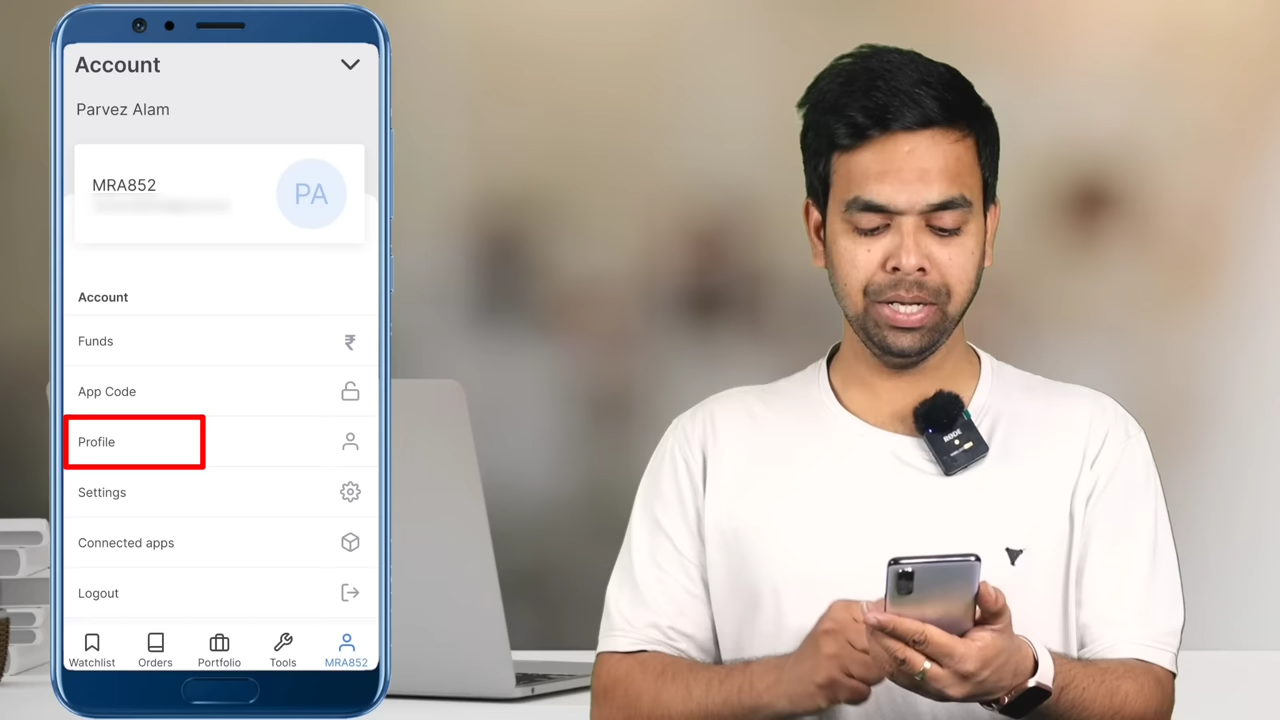 Account
Parvez Alam
MRA852
PA
Account
Funds
App Code
Profile
Settings
Connected apps
Logout
Watchlist
Orders
Portfolio
Tools
MRA852
RODE